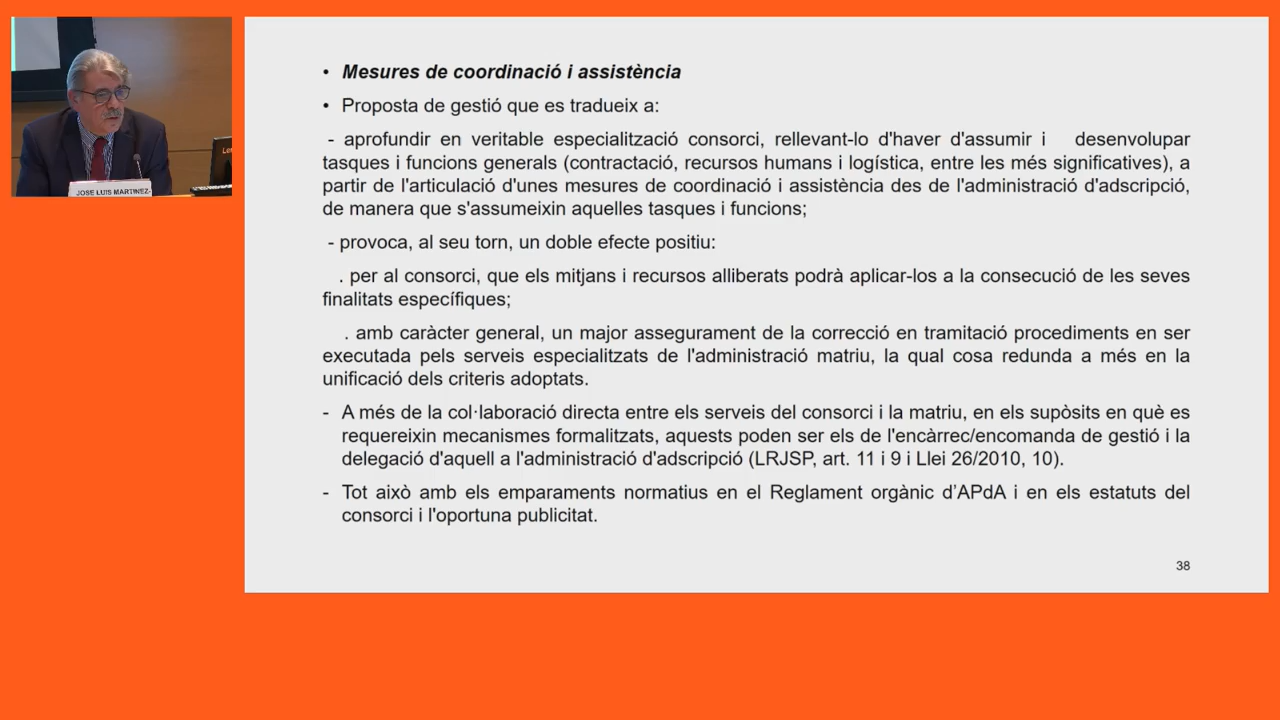 JOSE LUIS MARTINEZ-
• Mesures de coordinació i assistència
• Proposta de gestió que es tradueix a:
- aprofundir en veritable especialització consorci, rellevant-lo d'haver d'assumir i desenvolupar
tasques i funcions generals (contractació, recursos humans i logística, entre les més significatives), a
partir de l'articulació d'unes mesures de coordinació i assistència des de l'administració d'adscripció,
de manera que s'assumeixin aquelles tasques i funcions;
- provoca, al seu torn, un doble efecte positiu:
. per al consorci, que els mitjans i recursos alliberats podrà aplicar-los a la consecució de les seves
finalitats específiques;
. amb caràcter general, un major assegurament de la correcció en tramitació procediments en ser
executada pels serveis especialitzats de l'administració matriu, la qual cosa redunda a més en la
unificació dels criteris adoptats.
- A més de la col·laboració directa entre els serveis del consorci i la matriu, en els supòsits en què es
requereixin mecanismes formalitzats, aquests poden ser els de l'encàrrec/encomanda de gestió i la
delegació d'aquell a l'administració d'adscripció (LRJSP, art. 11 i 9 i Llei 26/2010, 10).
- Tot això amb els emparaments normatius en el Reglament orgànic d’APdA i en els estatuts del
consorci i l'oportuna publicitat.
38